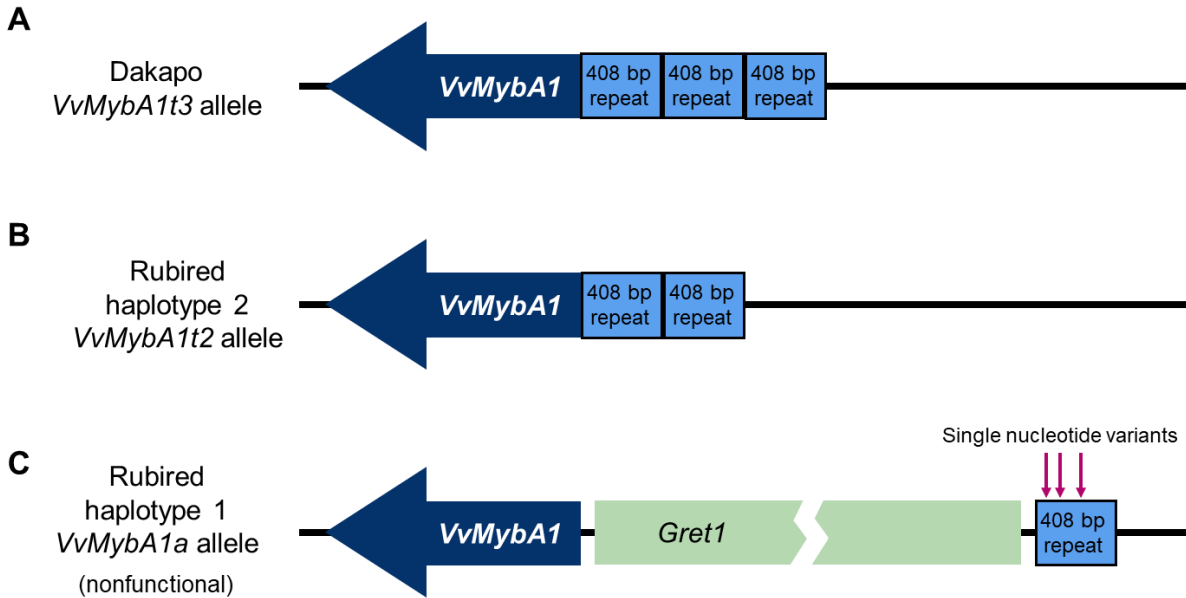 A
Dakapo
VvMybA1t3 allele
VvMybA1
408 bp
repeat
408 bp
repeat
408 bp
repeat
B
Rubired
haplotype 2
VvMybA1t2 allele
VvMybA1
408 bp
repeat
408 bp
repeat
Single nucleotide variants
C
Rubired
haplotype 1
VvMybA1a allele
(nonfunctional)
VvMybA1
Gret1
408 bp
repeat